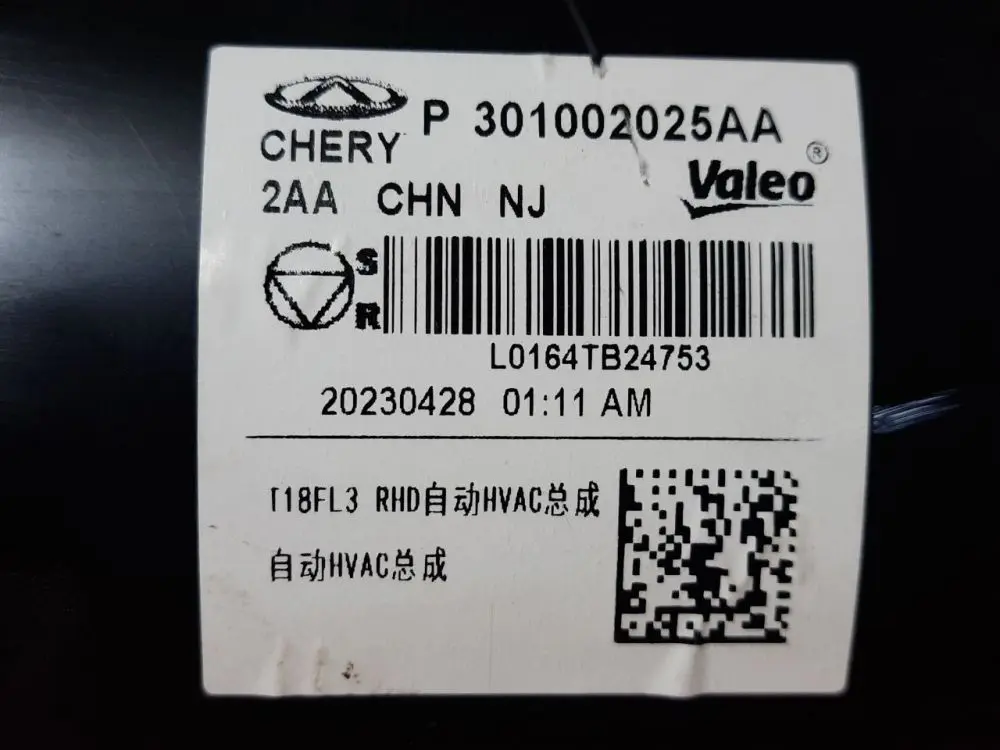 CHERY P 301002025AA
Valeo ®
2AA CHN NJ
S
R
L0164TB24753
20230428 01:11 AM
T18FL3 RHD自动HVAC总成
自动HVAC总成